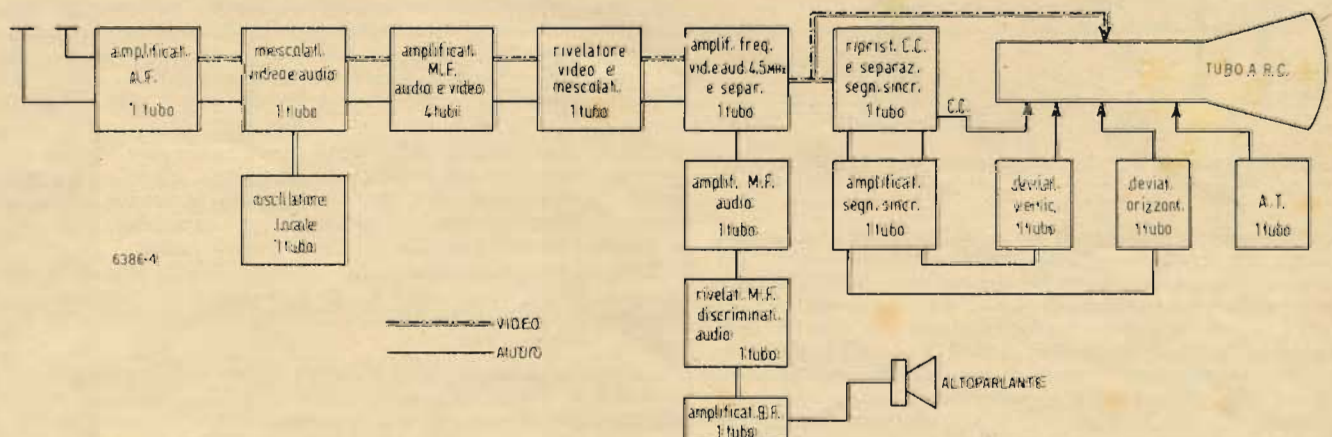 amplificat.
A.F.
1 tubo
mescolat.
video e audio
1 tubo
amplificat.
M.F.
audio e video
4 tubi
rivelatore
video e
mescolat.
1 tubo
amplif. freq.
vid.e aud. 4,5 MHz
e separ.
1 tubo
riprist. C.C.
e separaz.
segn. sincr.
1 tubo
C.C.
TUBO A R.C.
oscillatore
locale
1 tubo
amplif. M.F.
audio
1 tubo
amplificat.
segn. sincr.
1 tubo
deviat.
vertic.
1 tubo
deviat.
orizzont.
1 tubo
A.T.
1 tubo
6386-4
rivelat. M.F.
discriminat.
audio
1 tubo
VIDEO
AUDIO
ALTOPARLANTE
amplificat. B.F.
1 tubo